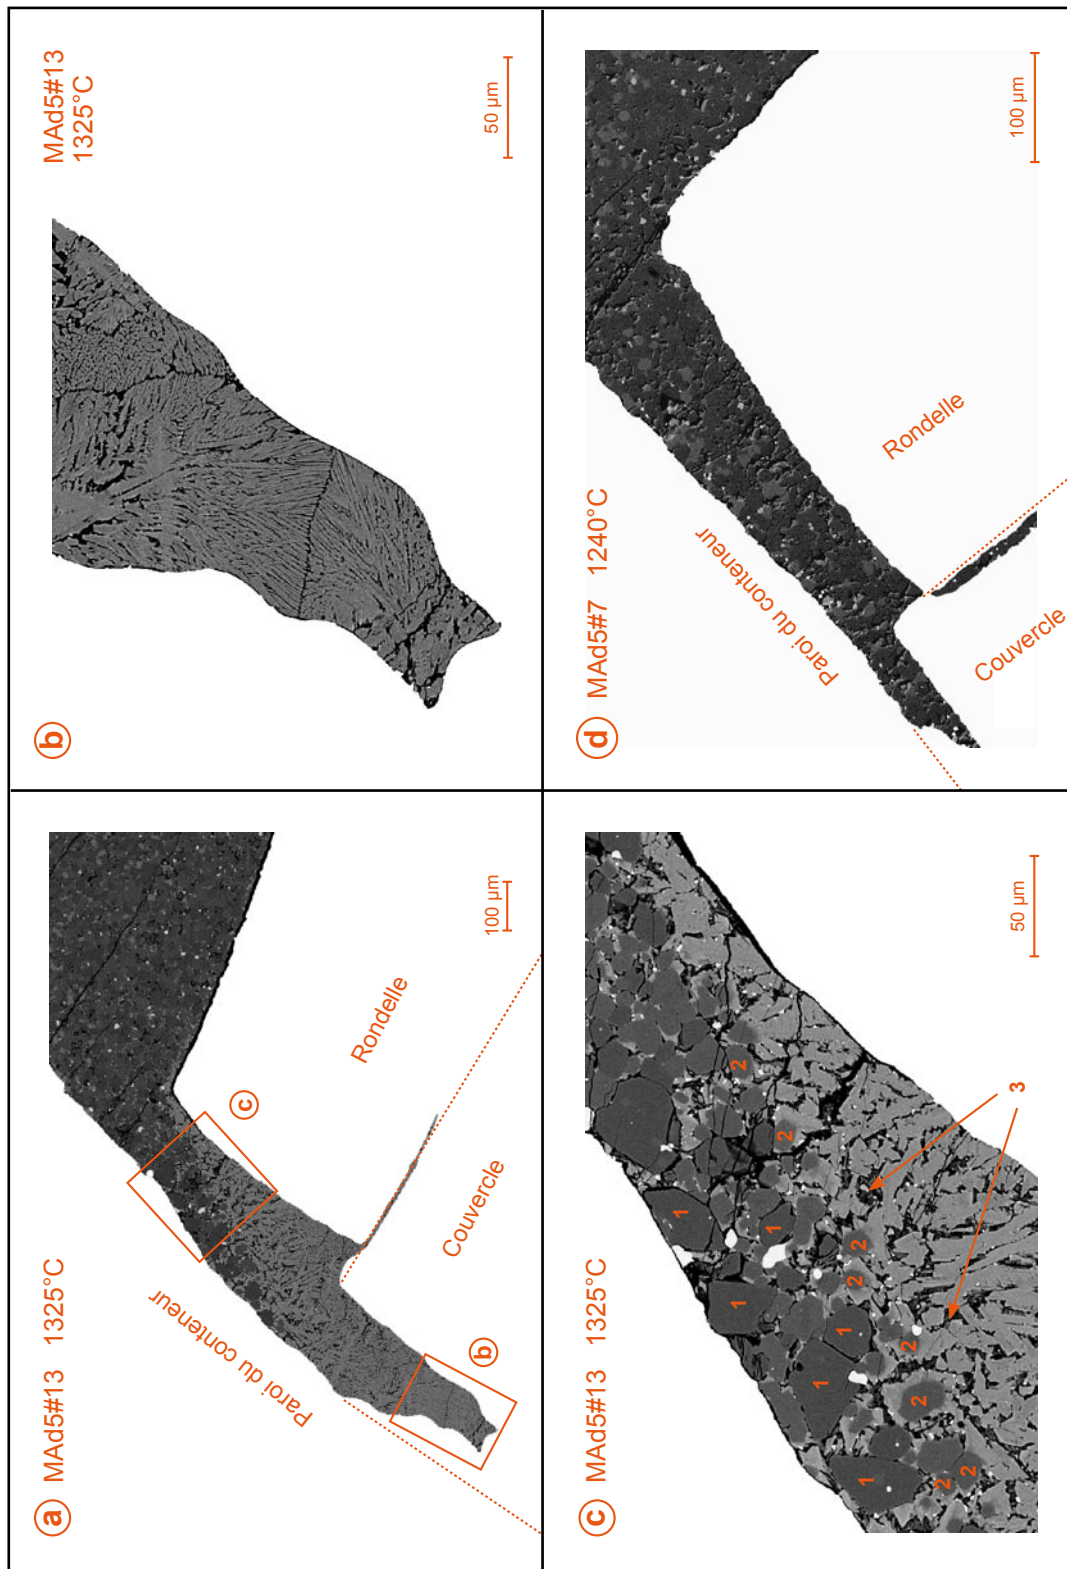 a MAd5#13 1325°C
Paroi du conteneur
Rondelle
Couvercle
c
b
100 µm
b
MAd5#13
1325°C
50 µm
c MAd5#13 1325°C
1
1
1
1
1
1
2
2
2
2
2
2
2
2
3
50 µm
d MAd5#7 1240°C
Paroi du conteneur
Rondelle
Couvercle
100 µm